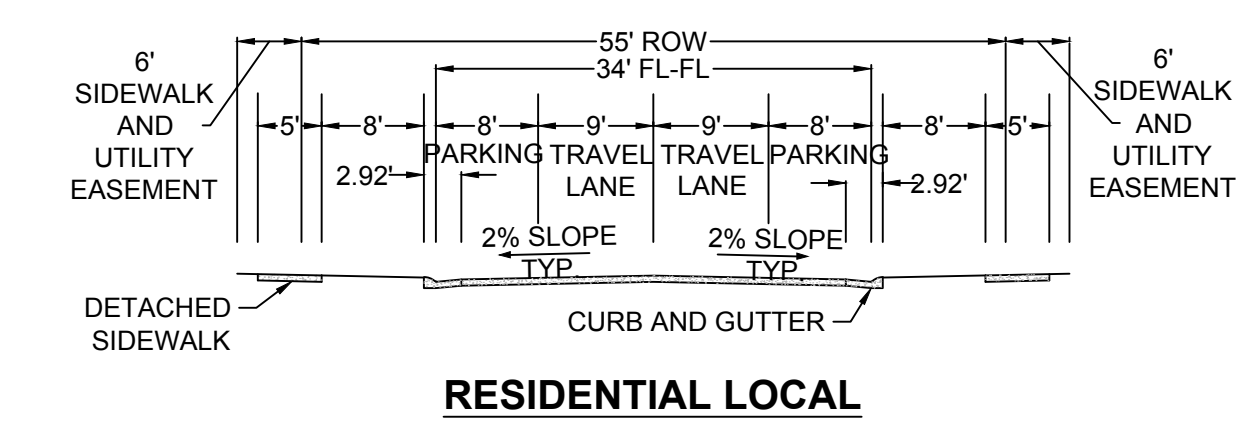 55' ROW
34' FL-FL
6'
SIDEWALK
AND
UTILITY
EASEMENT
6'
SIDEWALK
AND
UTILITY
EASEMENT
5' 8' 8' 9' 9' 8' 8' 5'
PARKING
TRAVEL
LANE
TRAVEL
LANE
PARKING
2.92'
2.92'
2% SLOPE
TYP.
2% SLOPE
TYP.
DETACHED
SIDEWALK
CURB AND GUTTER
RESIDENTIAL LOCAL